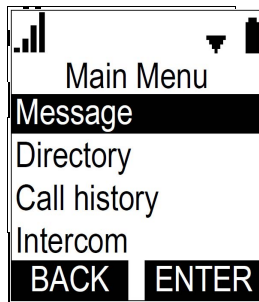 Main Menu
Message
Directory
Call history
Intercom
BACK ENTER